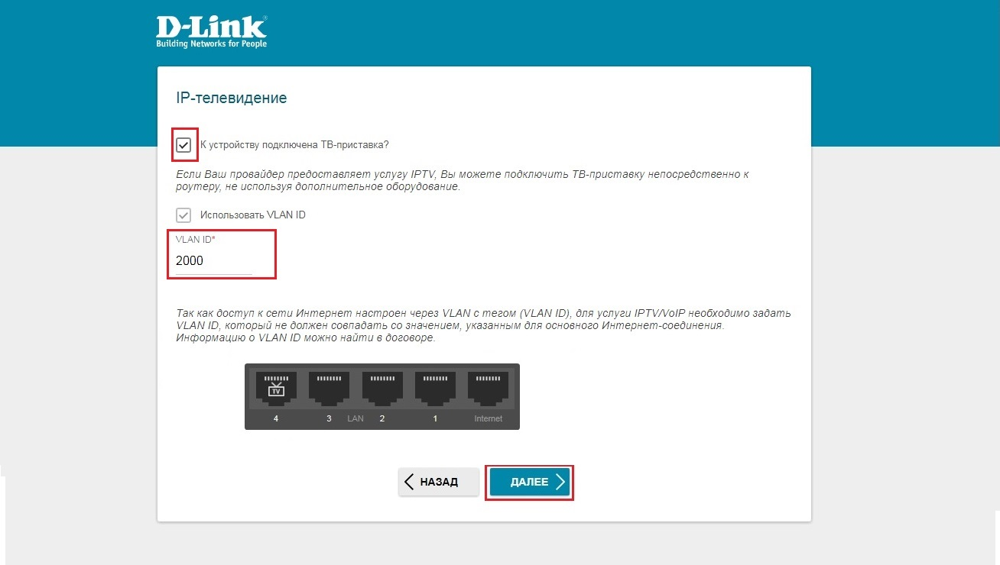 D-Link®
Building Networks for People
IP-телевидение
К устройству подключена ТВ-приставка?
Если Ваш провайдер предоставляет услугу IPTV, Вы можете подключить ТВ-приставку непосредственно к
роутеру, не используя дополнительное оборудование.
Использовать VLAN ID
VLAN ID*
2000
Так как доступ к сети Интернет настроен через VLAN с тегом (VLAN ID), для услуги IPTV/VoIP необходимо задать
VLAN ID, который не должен совпадать со значением, указанным для основного Интернет-соединения.
Информацию о VLAN ID можно найти в договоре.
TV
4 3 LAN 2 1 Internet
НАЗАД ДАЛЕЕ